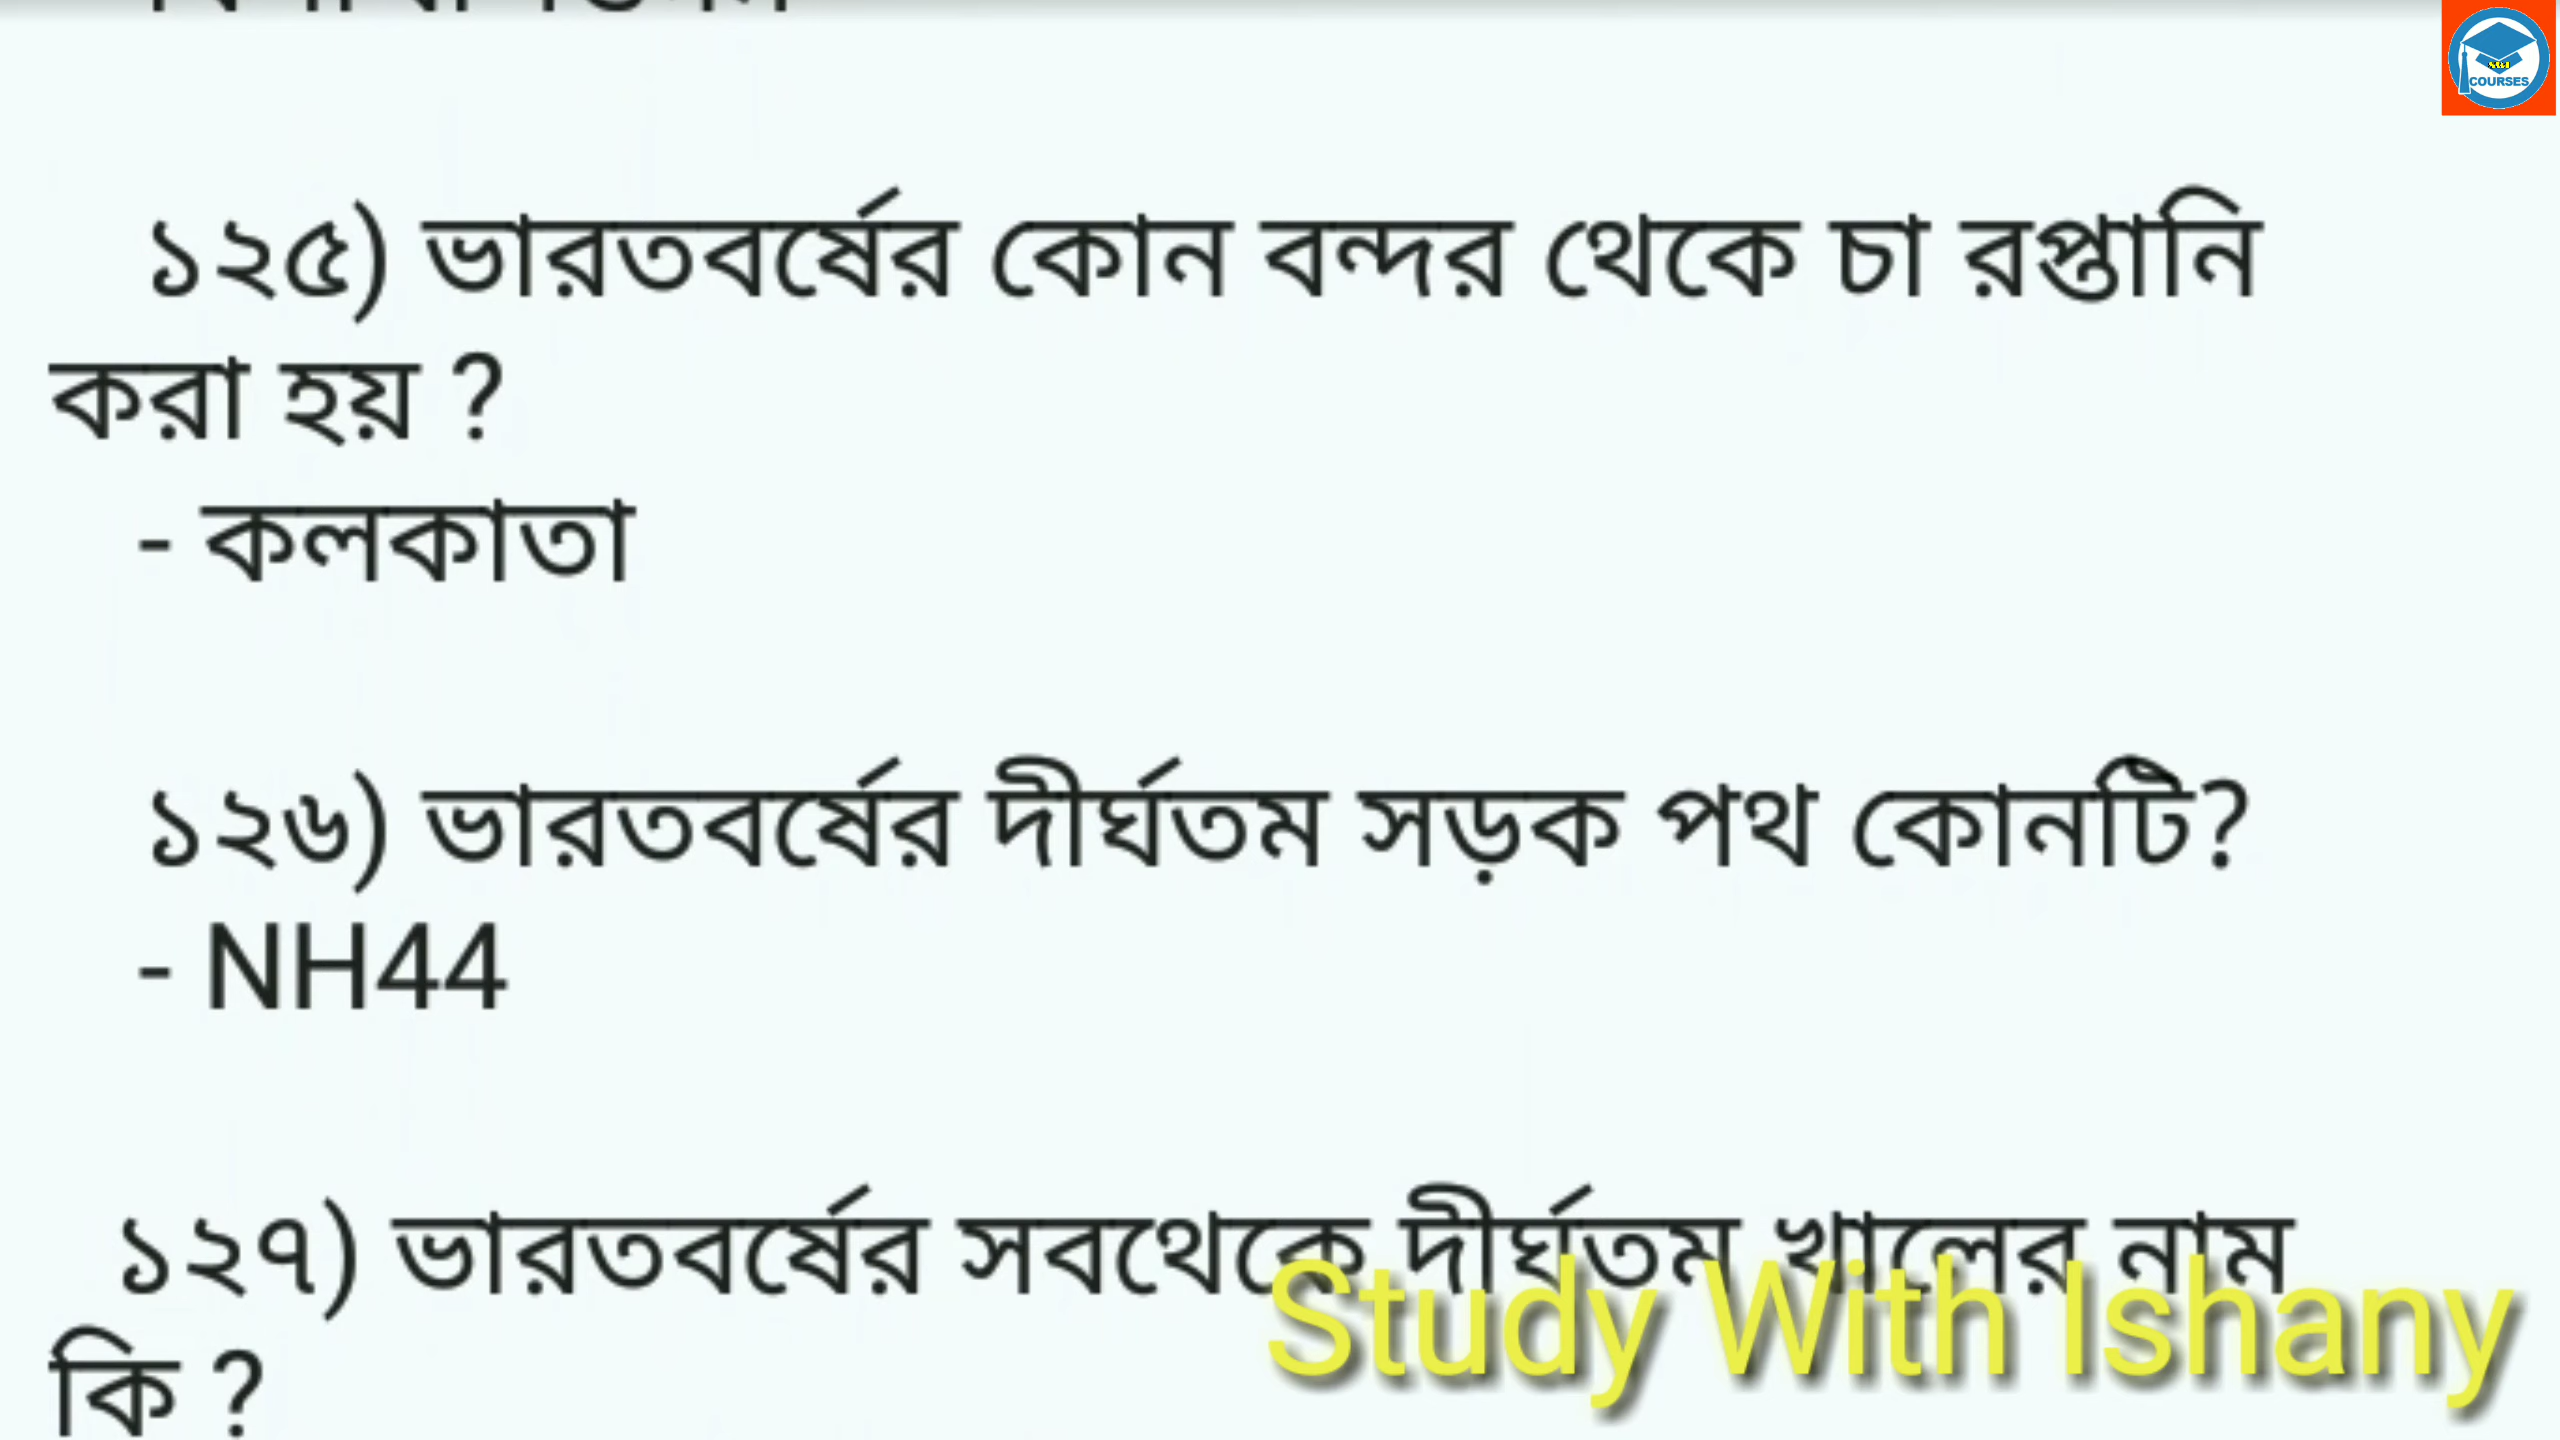 COURSES
১২৫) ভারতবর্ষের কোন বন্দর থেকে চা রপ্তানি
করা হয় ?
- কলকাতা
১২৬) ভারতবর্ষের দীর্ঘতম সড়ক পথ কোনটি?
- NH44
১২৭) ভারতবর্ষের সবথেকে দীর্ঘতম খালের নাম
কি ?
Study With Ishany